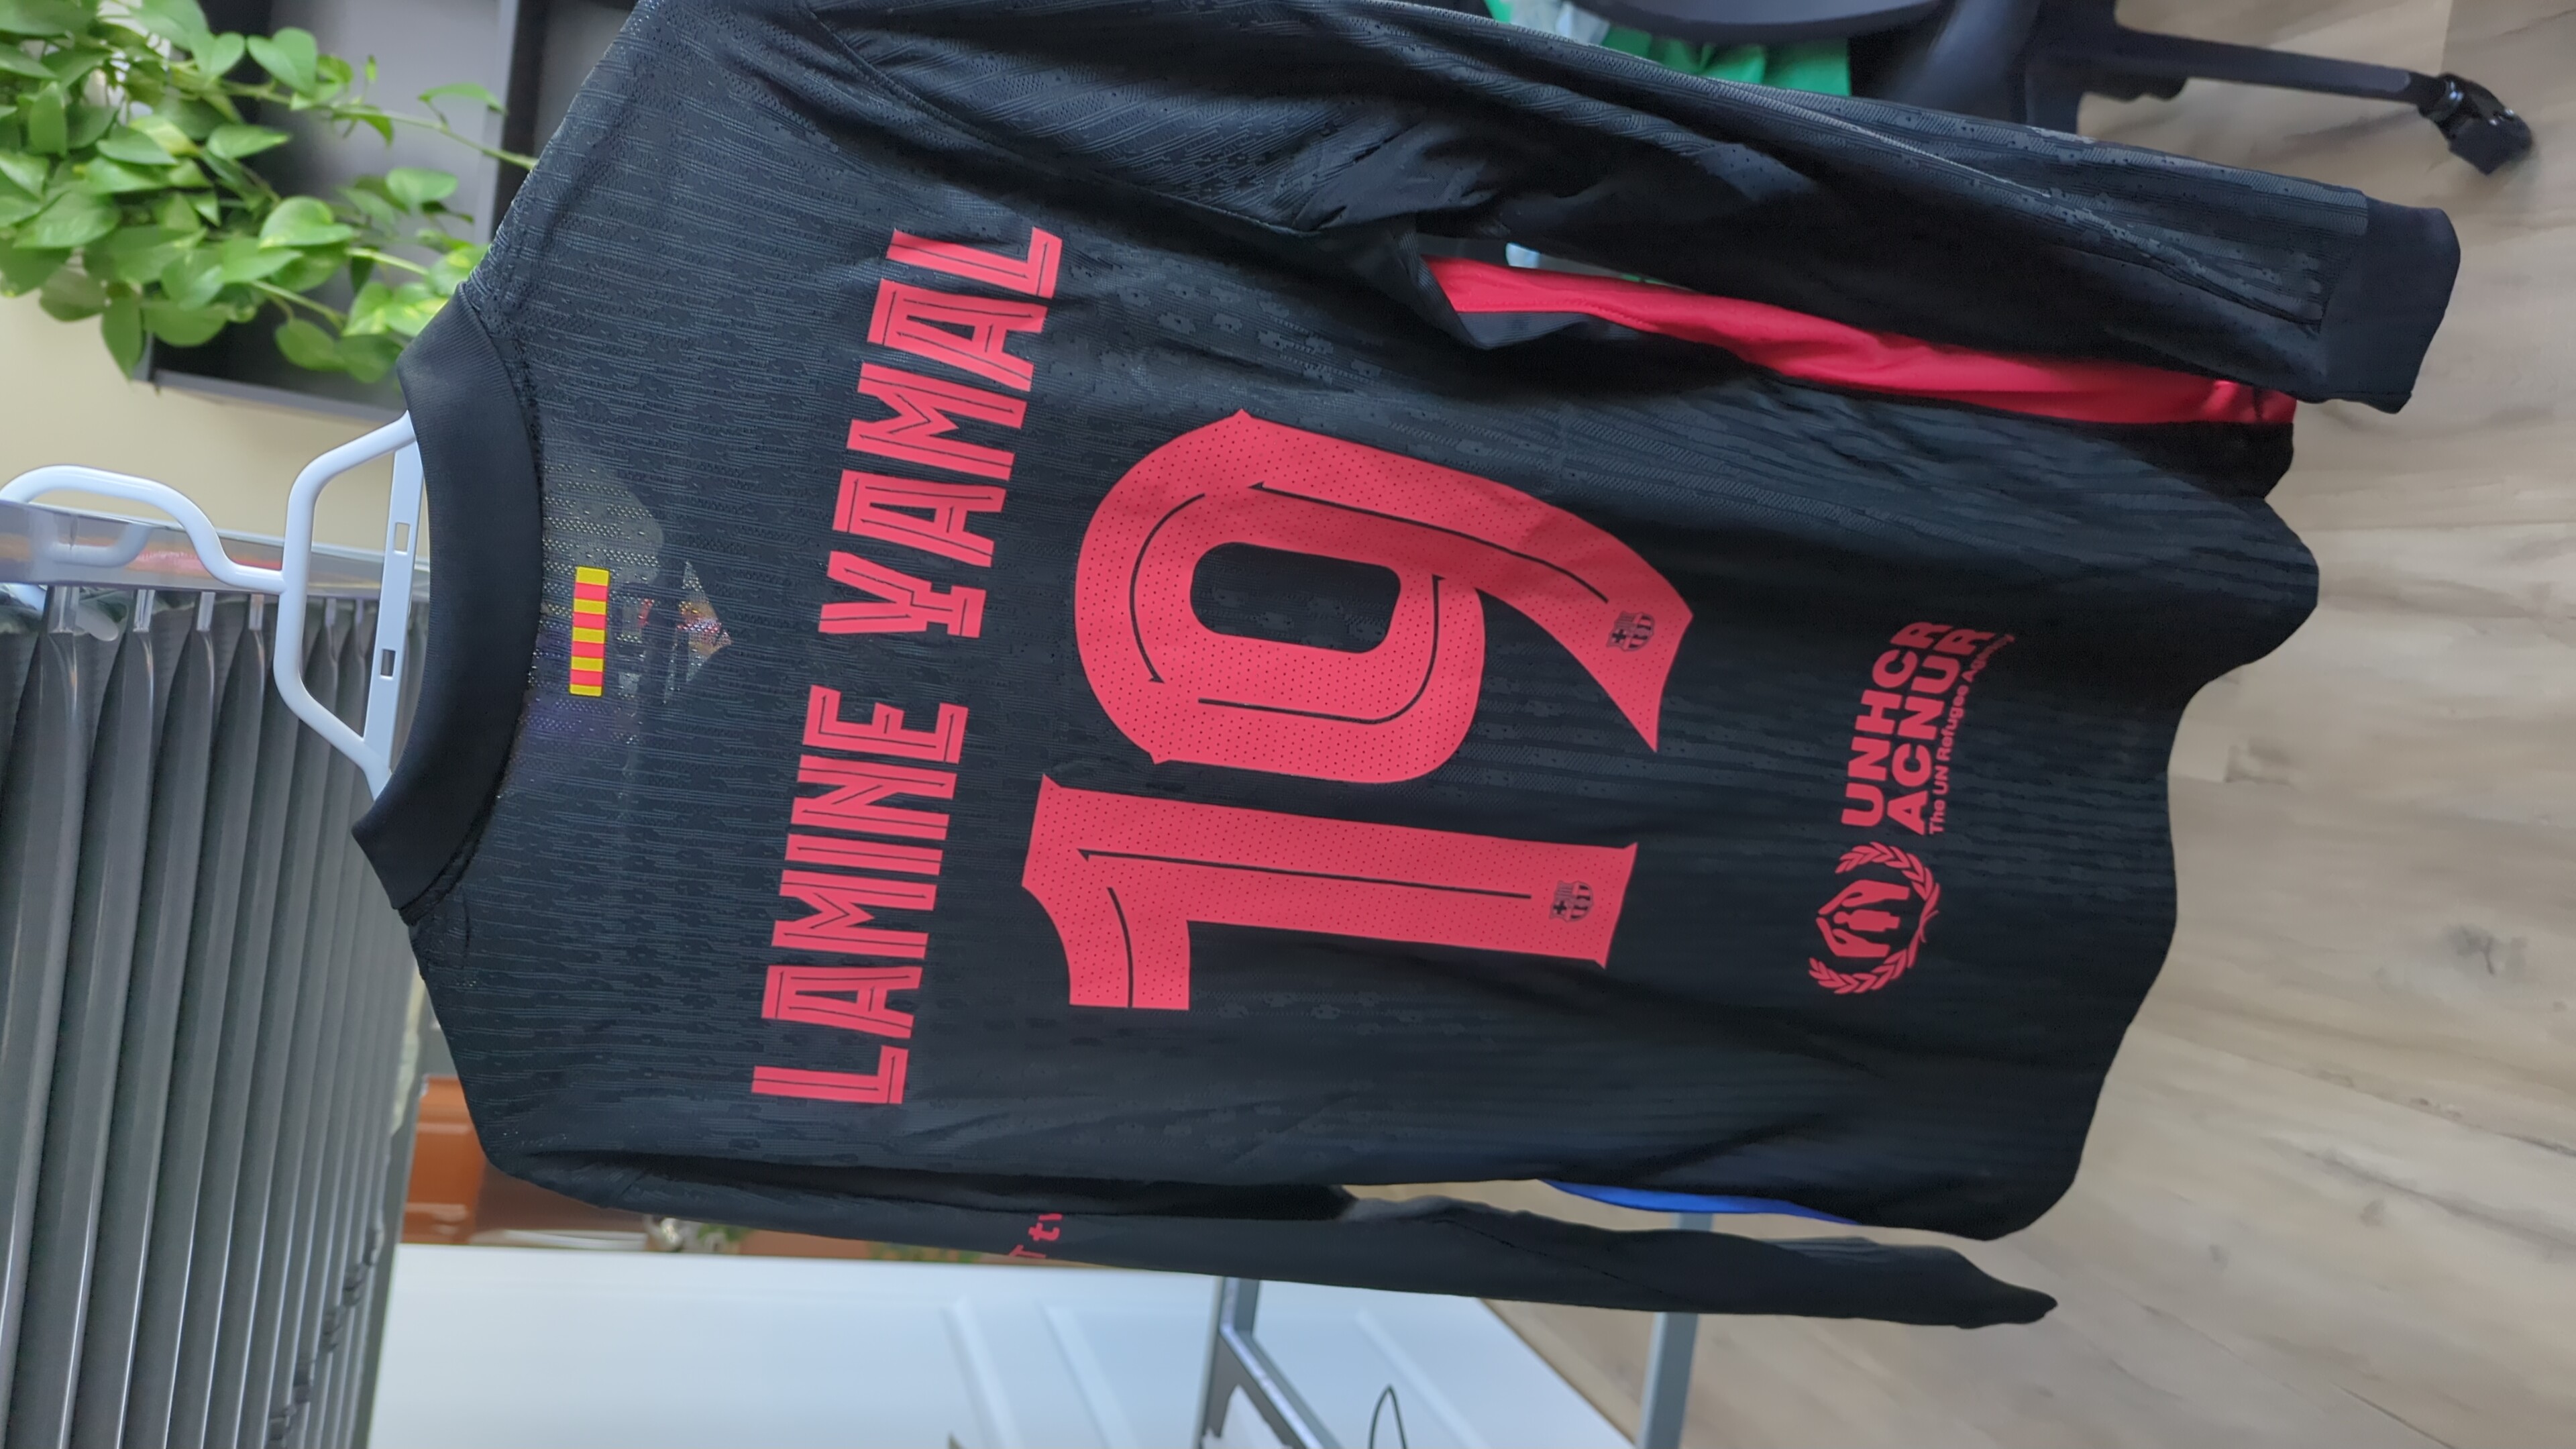 LAMINE YAMAL
19
UNHCR
ACNUR
The UN Refugee Agency